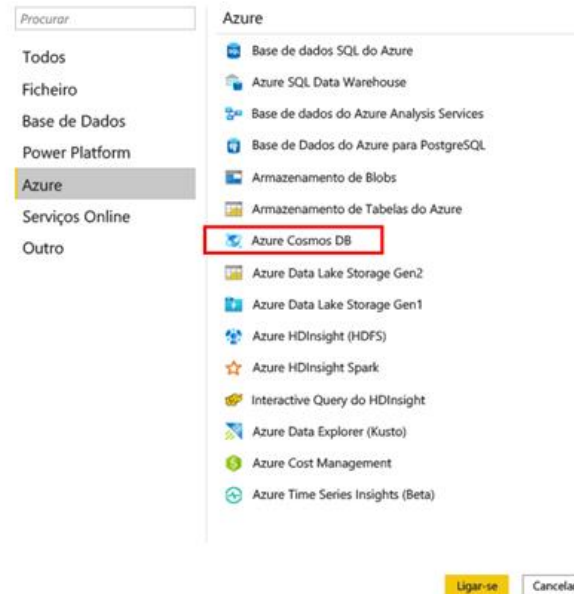 Procurar
Todos
Ficheiro
Base de Dados
Power Platform
Azure
Serviços Online
Outro
Azure
Base de dados SQL do Azure
Azure SQL Data Warehouse
Base de dados do Azure Analysis Services
Base de Dados do Azure para PostgreSQL
Armazenamento de Blobs
Armazenamento de Tabelas do Azure
Azure Cosmos DB
Azure Data Lake Storage Gen2
Azure Data Lake Storage Gen1
Azure HDInsight (HDFS)
Azure HDInsight Spark
Interactive Query do HDInsight
Azure Data Explorer (Kusto)
Azure Cost Management
Azure Time Series Insights (Beta)
Ligar-se
Cancelar